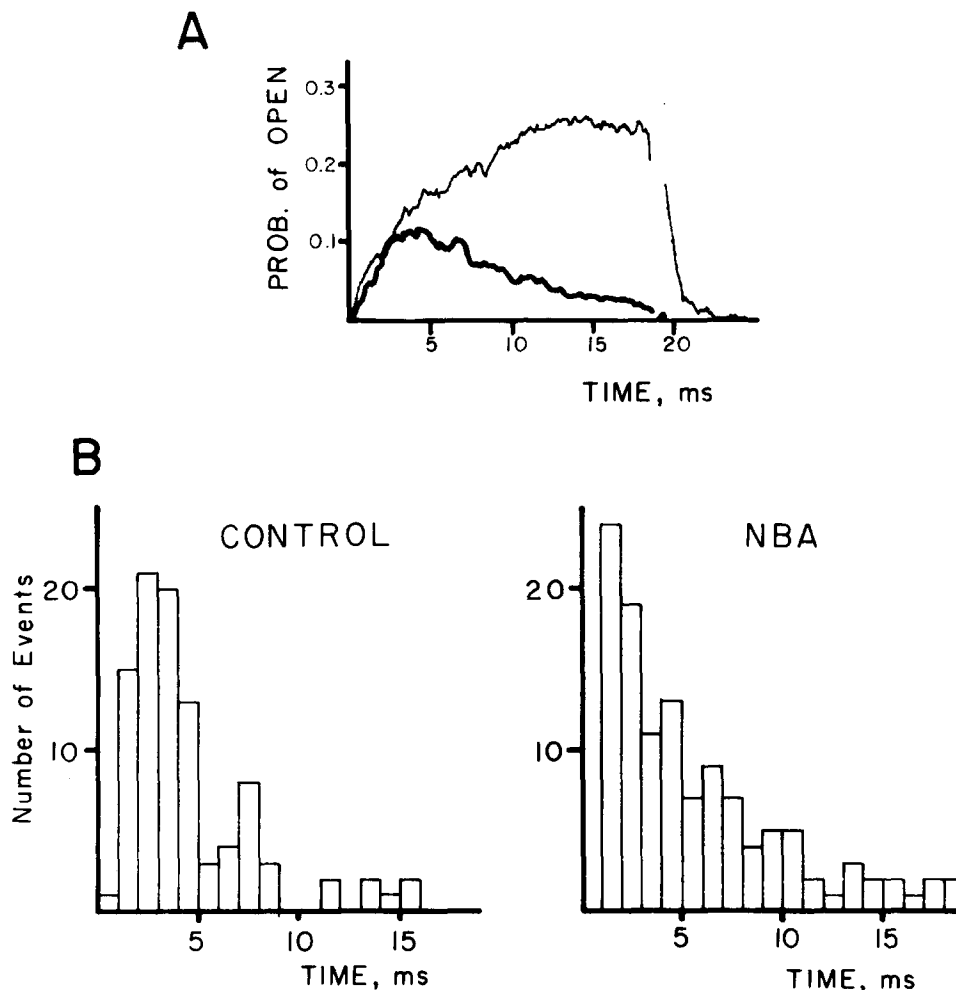 A
PROB. of OPEN
0.3
0.2
0.1
5 10 15 20
TIME, ms
B
CONTROL
Number of Events
20
10
5 10 15
TIME, ms
NBA
20
10
5 10 15
TIME, ms